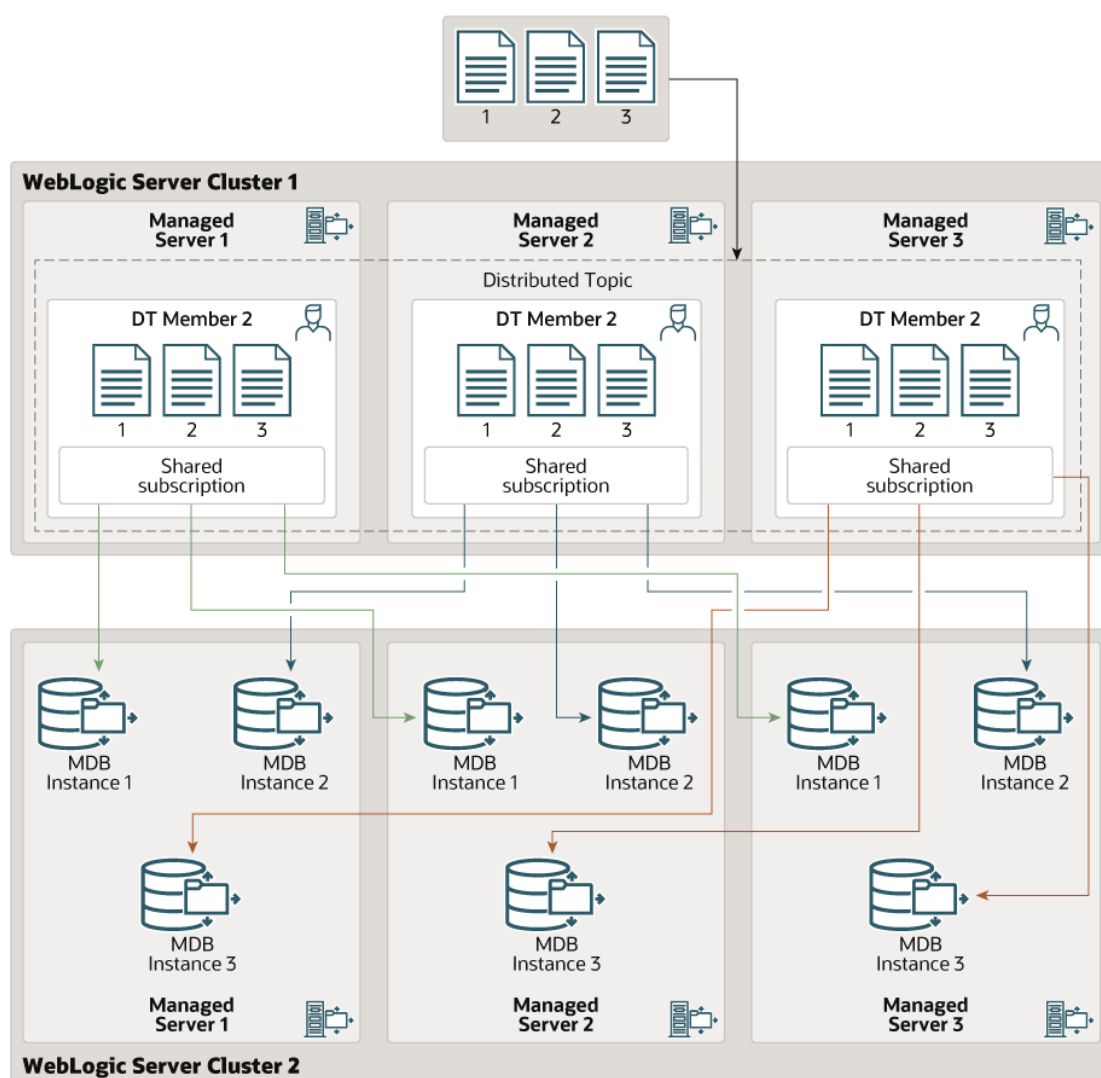 1 2 3
WebLogic Server Cluster 1
Managed
Server 1
Managed
Server 2
Managed
Server 3
Distributed Topic
DT Member 2
DT Member 2
DT Member 2
1 2 3
1 2 3
1 2 3
Shared
subscription
Shared
subscription
Shared
subscription
MDB
Instance 1
MDB
Instance 2
MDB
Instance 1
MDB
Instance 2
MDB
Instance 1
MDB
Instance 2
MDB
Instance 3
MDB
Instance 3
MDB
Instance 3
Managed
Server 1
Managed
Server 2
Managed
Server 3
WebLogic Server Cluster 2